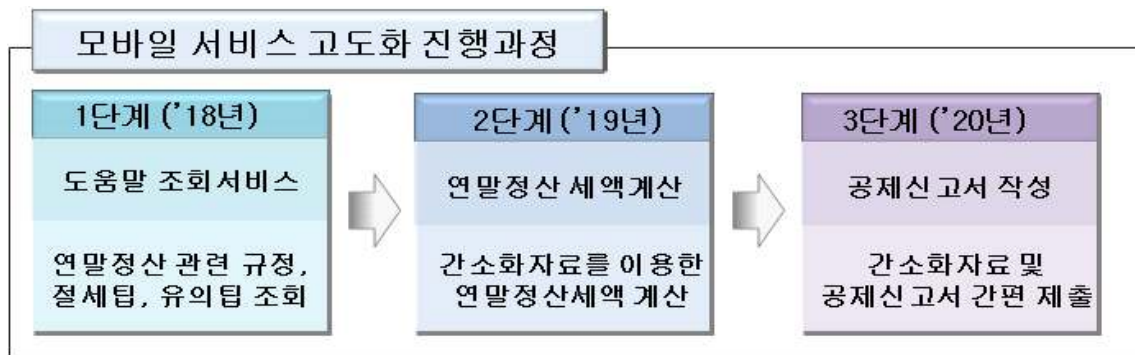 모바일 서비스 고도화 진행과정
1단계 ('18년)
도움말 조회서비스
연말정산 관련 규정,
절세팁, 유의팁 조회
2단계 ('19년)
연말정산 세액계산
간소화자료를 이용한
연말정산세액 계산
3단계 ('20년)
공제신고서 작성
간소화자료 및
공제신고서 간편 제출